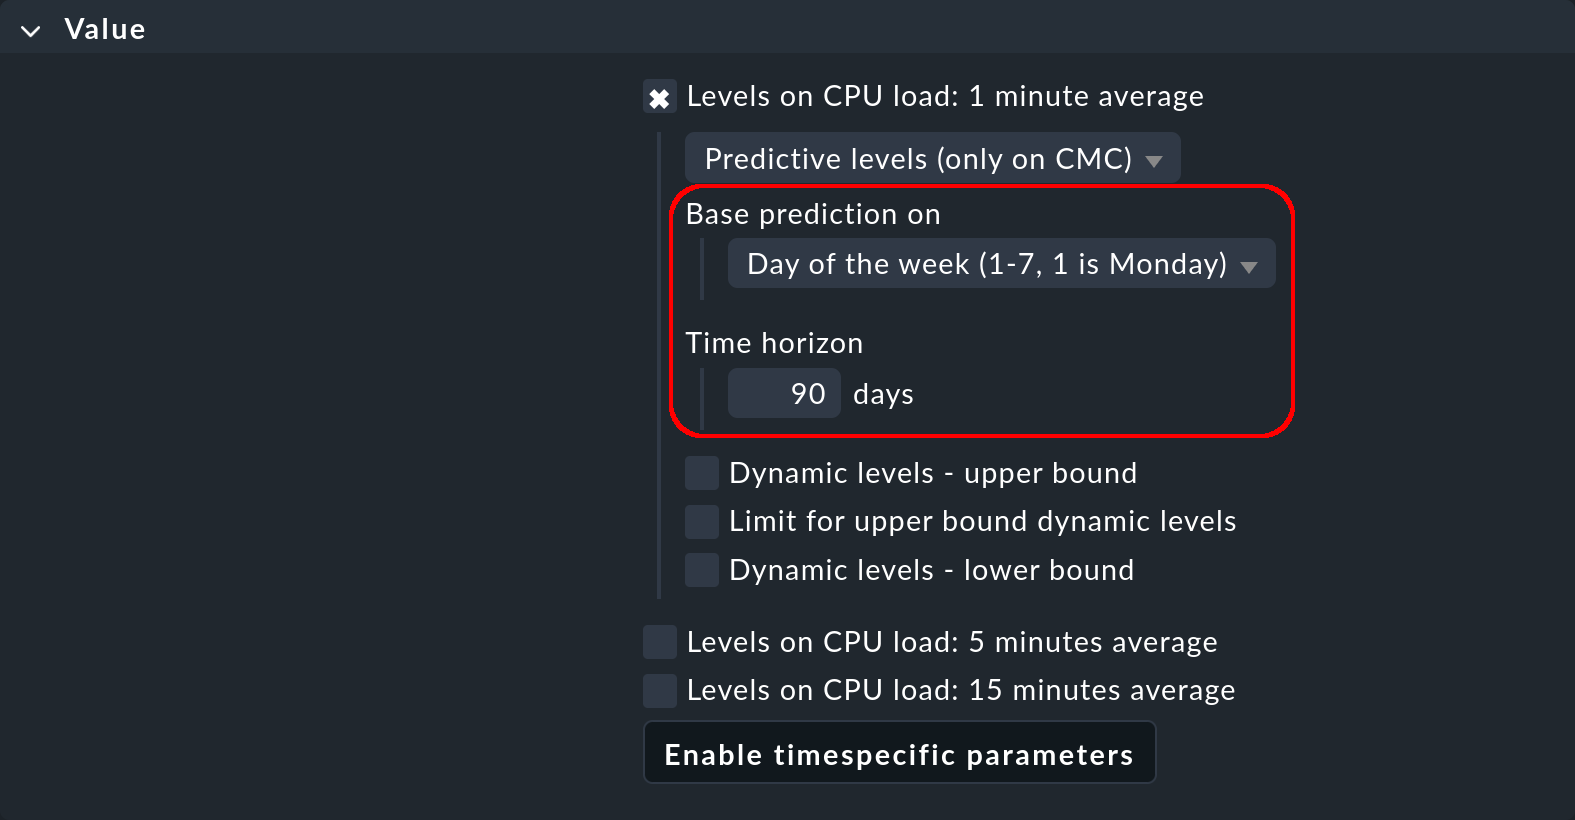 Value
Levels on CPU load: 1 minute average
Predictive levels (only on CMC)
Base prediction on
Day of the week (1-7, 1 is Monday)
Time horizon
90 days
Dynamic levels - upper bound
Limit for upper bound dynamic levels
Dynamic levels - lower bound
Levels on CPU load: 5 minutes average
Levels on CPU load: 15 minutes average
Enable timespecific parameters